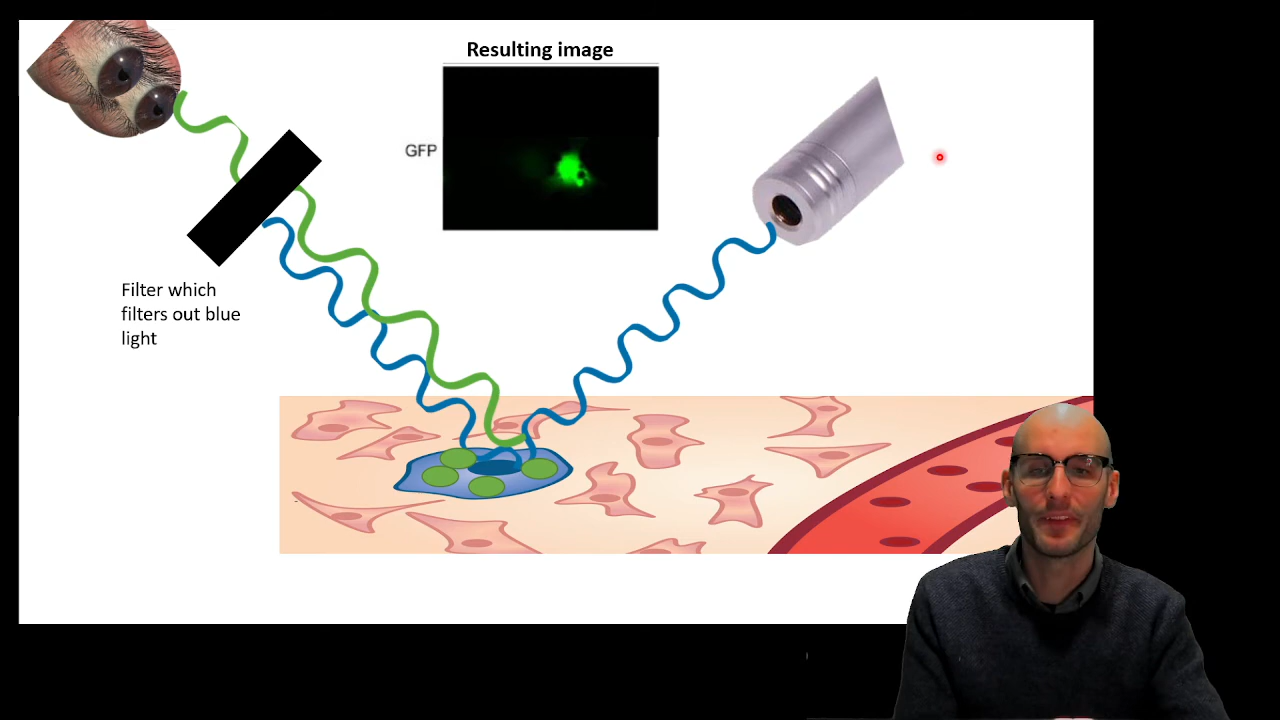 Resulting image
GFP
Filter which
filters out blue
light